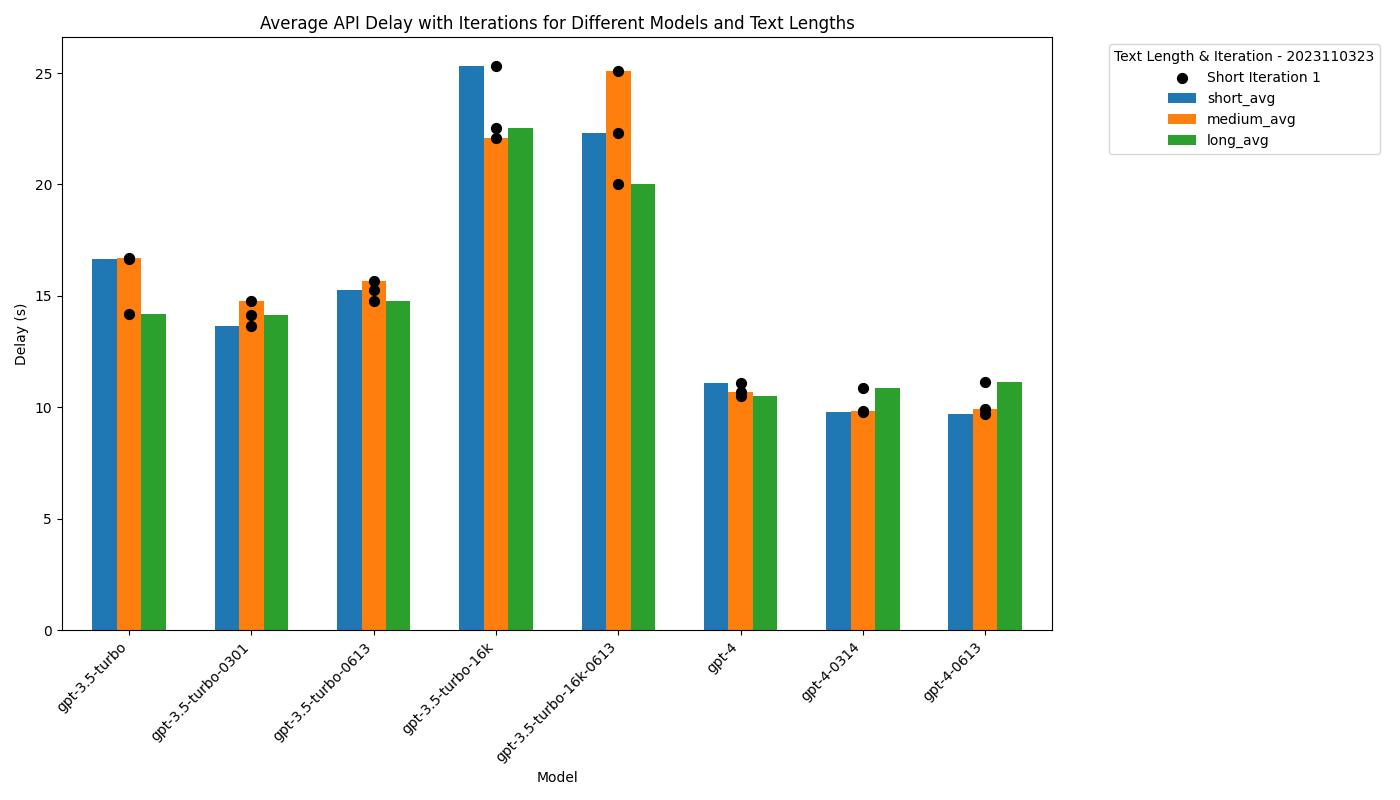 Average API Delay with Iterations for Different Models and Text Lengths
Text Length & Iteration - 2023110323
Short Iteration 1
short_avg
medium_avg
long_avg
Delay (s)
25
20
15
10
5
0
gpt-3.5-turbo
gpt-3.5-turbo-0301
gpt-3.5-turbo-0613
gpt-3.5-turbo-16k
gpt-3.5-turbo-16k-0613
gpt-4
gpt-4-0314
gpt-4-0613
Model